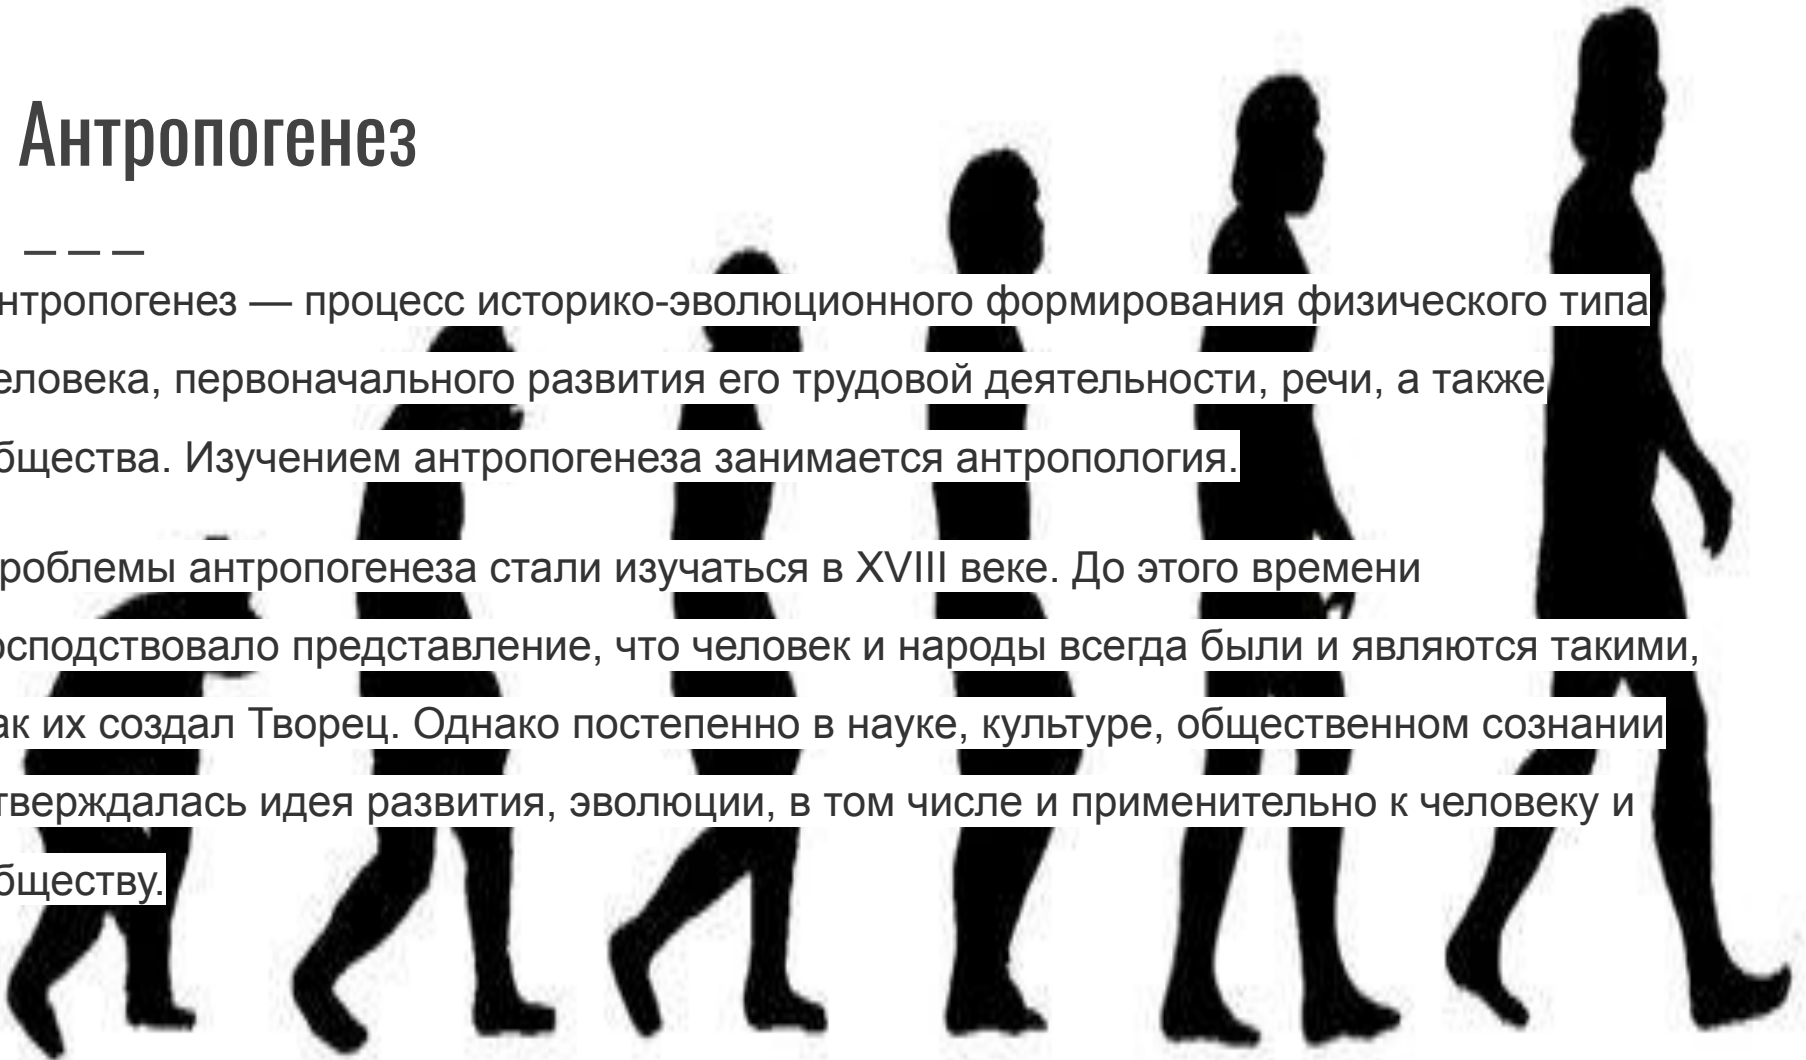 Антропогенез
нтропогенез — процесс историко-эволюционного формирования физического типа
еловека, первоначального развития его трудовой деятельности, речи, а также
бщества. Изучением антропогенеза занимается антропология.
роблемы антропогенеза стали изучаться в XVIII веке. До этого времени
осподствовало представление, что человек и народы всегда были и являются такими,
ак их создал Творец. Однако постепенно в науке, культуре, общественном сознании
тверждалась идея развития, эволюции, в том числе и применительно к человеку и
бществу.